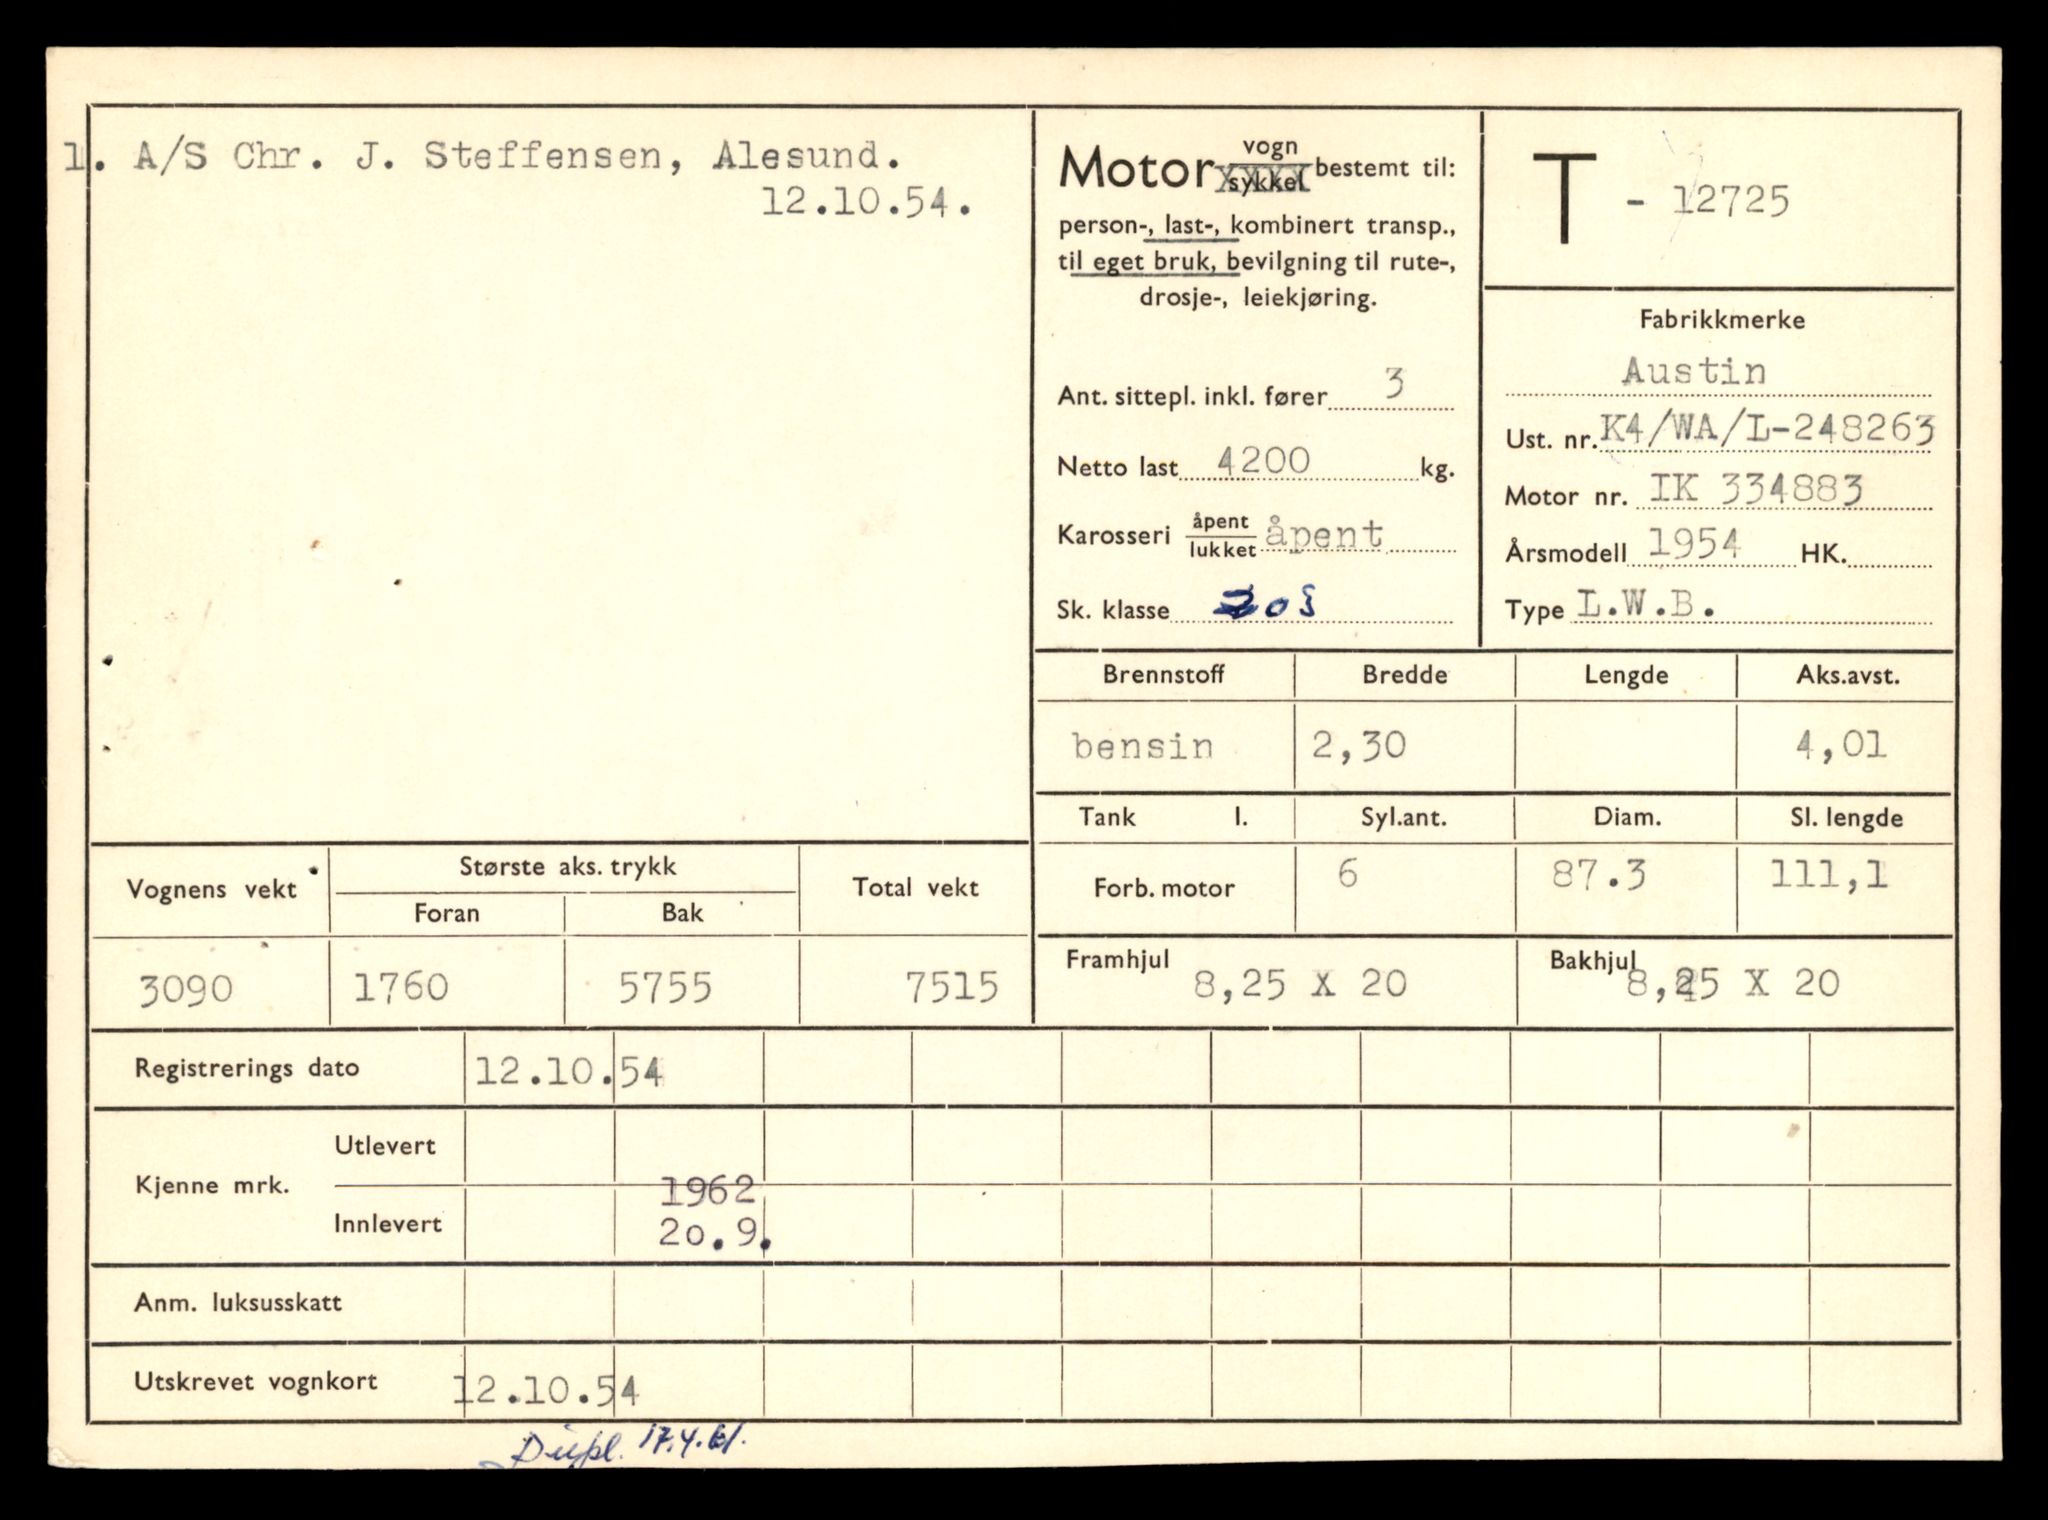 1. A/S Chr. J. Steffensen, Alesund.
12.10.54.
Motor vogn
sykkel bestemt til:
person-, last-, kombinert transp.,
til eget bruk, bevilgning til rute-,
drosje-, leiekjøring.
Ant. sittepl. inkl. fører 3
Netto last 4200 kg.
Karosseri åpent
lukket åpent
Sk. klasse
T - 12725
Fabrikkmerke
Austin
Ust. nr. K4/WA/L-248263
Motor nr. IK 334883
Årsmodell 1954 HK.
Type L.W.B.
Brennstoff Bredde Lengde Aks.avst.
bensin 2,30 4,01
Tank l. Syl.ant. Diam. Sl. lengde
Forb. motor 6 87.3 111,1
Vognens vekt Største aks. trykk Total vekt
Foran Bak
3090 1760 5755 7515
Framhjul 8,25 X 20 Bakhjul 8,25 X 20
Registrerings dato 12.10.54
Kjenne mrk. Utlevert
1962
Innlevert 20.9.
Anm. luksusskatt
Utskrevet vognkort 12.10.54
Dupl. 17.4.61.